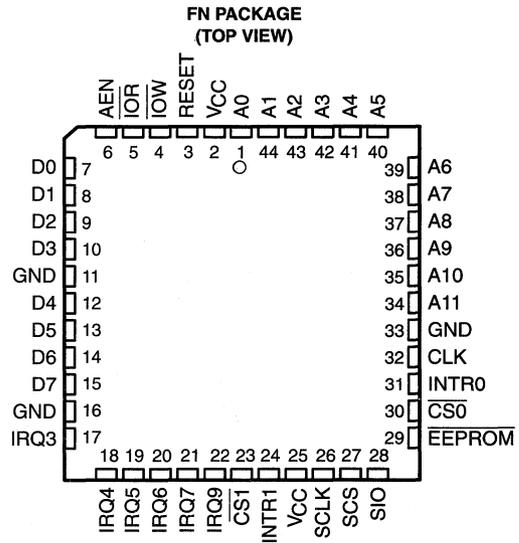 FN PACKAGE
(TOP VIEW)
AEN IOR IOW RESET VCC A0 A1 A2 A3 A4 A5
6 5 4 3 2 1 44 43 42 41 40
D0 7 39 A6
D1 8 38 A7
D2 9 37 A8
D3 10 36 A9
GND 11 35 A10
D4 12 34 A11
D5 13 33 GND
D6 14 32 CLK
D7 15 31 INTR0
GND 16 30 CS0
IRQ3 17 29 EEPROM
18 19 20 21 22 23 24 25 26 27 28
IRQ4 IRQ5 IRQ6 IRQ7 IRQ9 CS1 INTR1 VCC SCLK SCS SIO